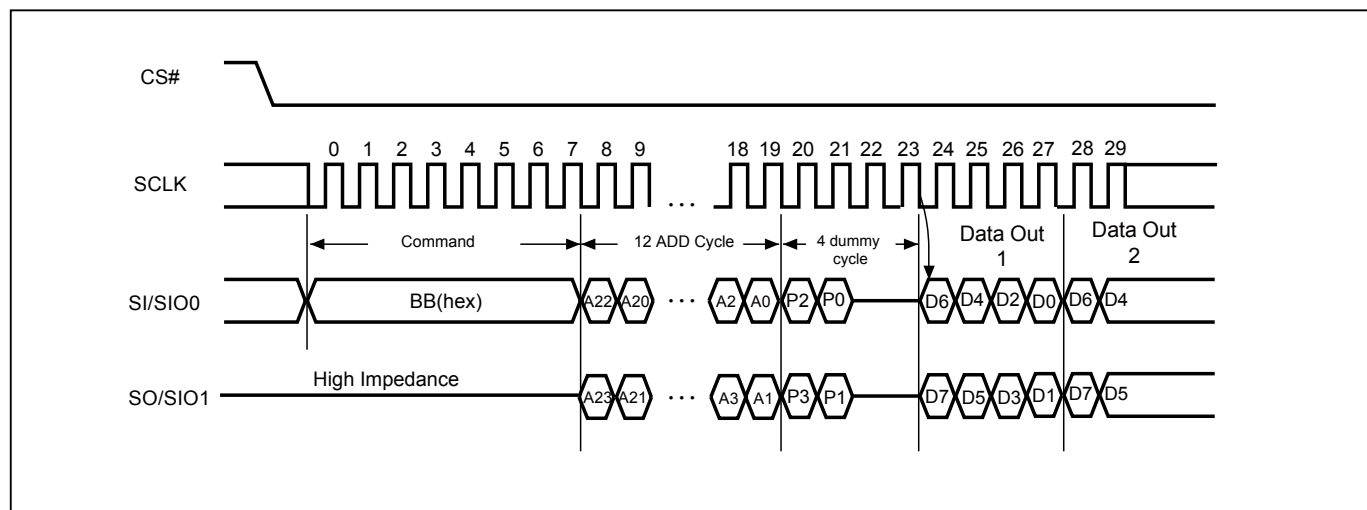 CS#
0 1 2 3 4 5 6 7 8 9 18 19 20 21 22 23 24 25 26 27 28 29
SCLK
...
Command
12 ADD Cycle
4 dummy
cycle
Data Out
1
Data Out
2
SI/SIO0
BB(hex)
A22 A20 ... A2 A0 P2 P0 D6 D4 D2 D0 D6 D4
High Impedance
SO/SIO1
A23 A21 ... A3 A1 P3 P1 D7 D5 D3 D1 D7 D5